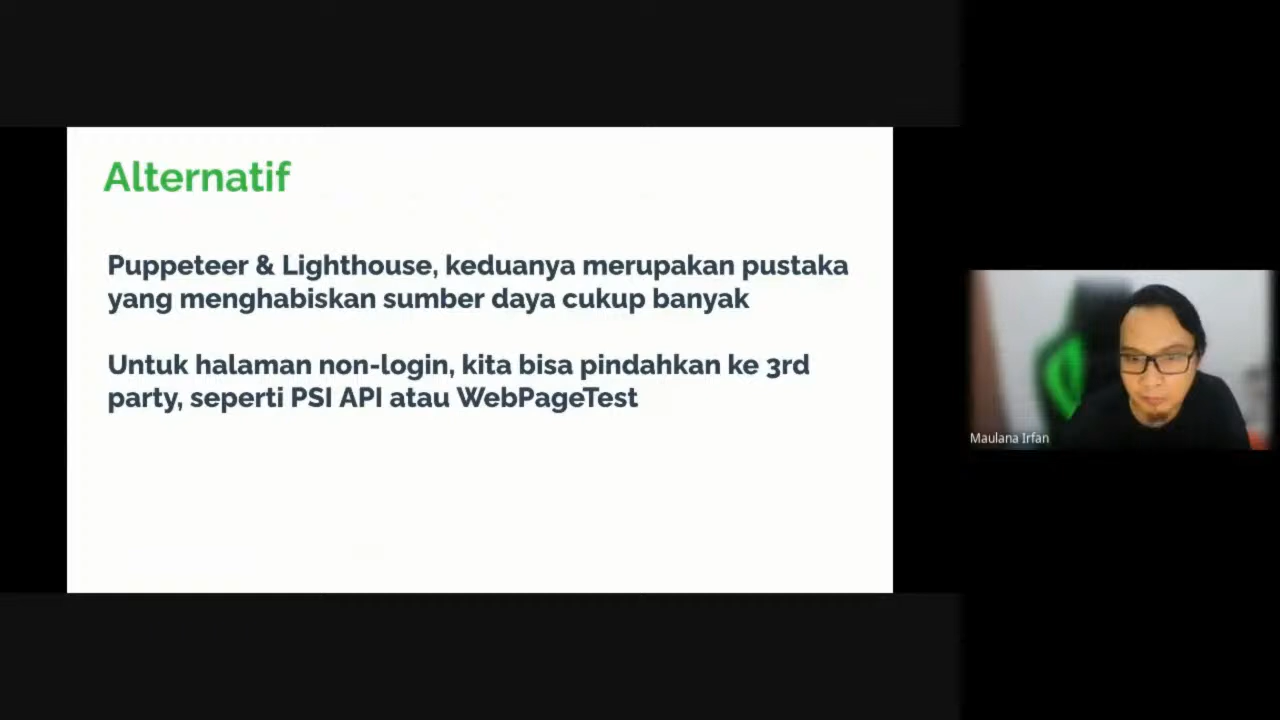 Alternatif
Puppeteer & Lighthouse, keduanya merupakan pustaka
yang menghabiskan sumber daya cukup banyak
Untuk halaman non-login, kita bisa pindahkan ke 3rd
party, seperti PSI API atau WebPageTest
Maulana Irfan